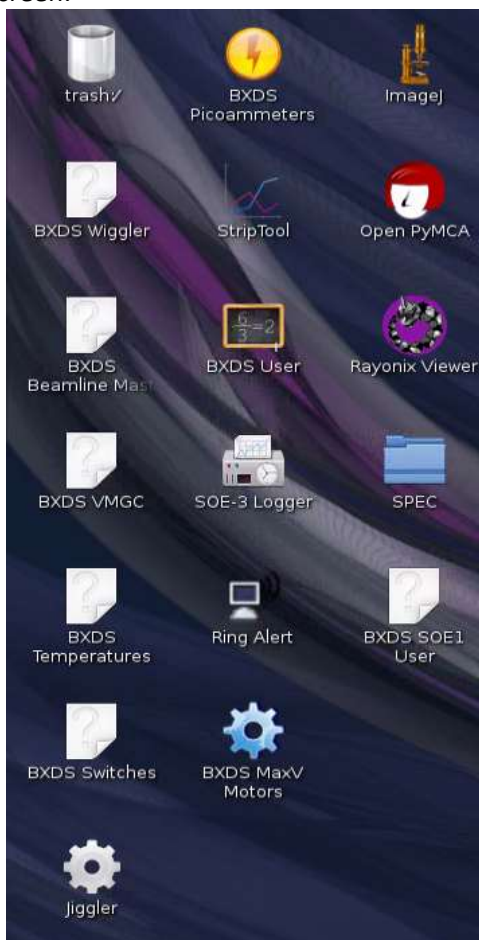 trash:/
BXDS
Picoammeters
ImageJ
BXDS Wiggler
StripTool
Open PyMCA
BXDS
Beamline Mast
6
3
=2
BXDS User
Rayonix Viewer
BXDS VMGC
SOE-3 Logger
SPEC
BXDS
Temperatures
Ring Alert
BXDS SOE1
User
BXDS Switches
BXDS MaxV
Motors
Jiggler